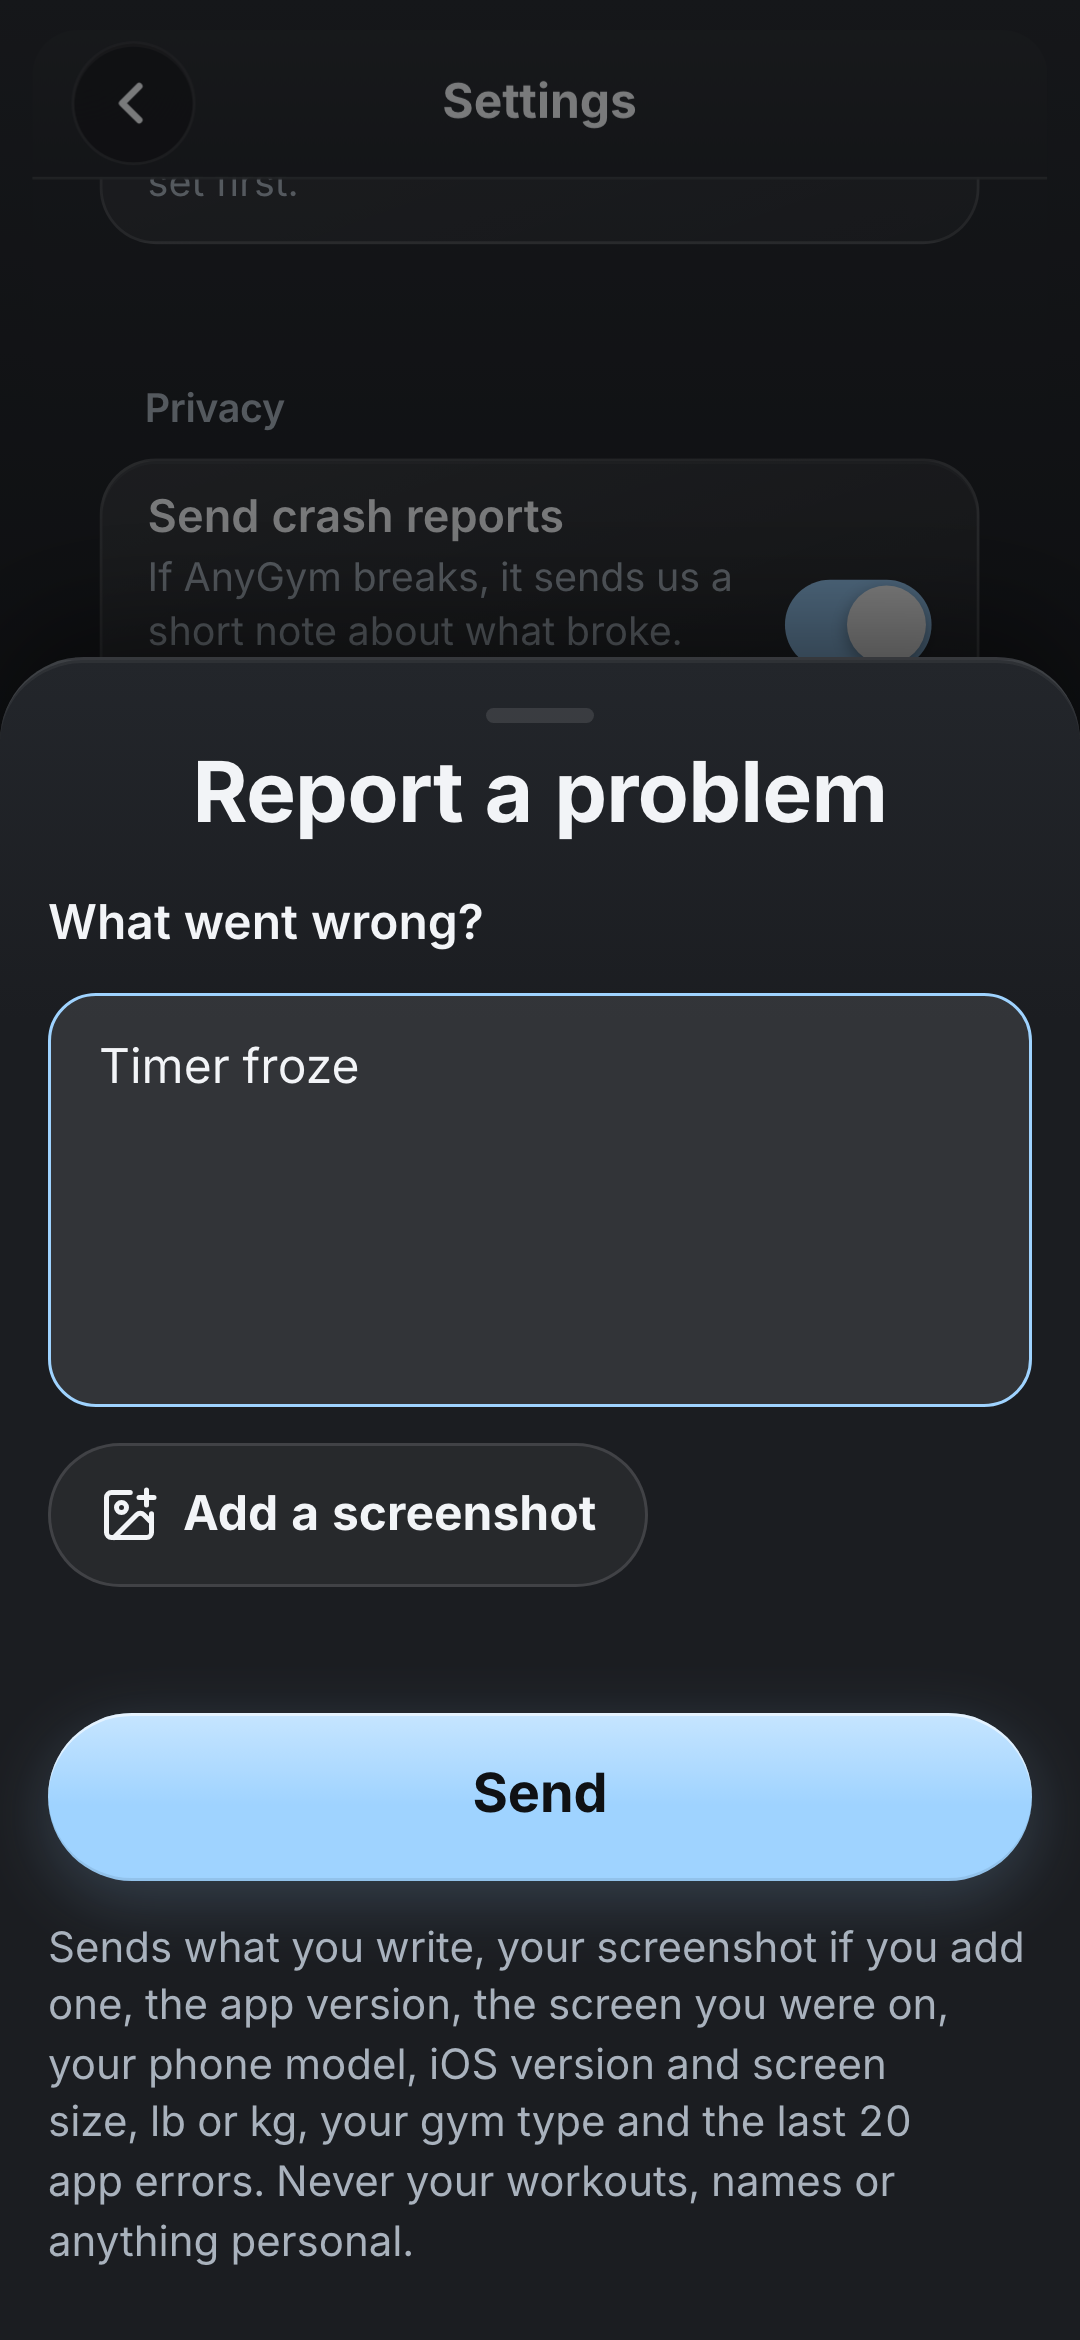 Settings
set first.
Privacy
Send crash reports
If AnyGym breaks, it sends us a
short note about what broke.
Report a problem
What went wrong?
Timer froze
Add a screenshot
Send
Sends what you write, your screenshot if you add
one, the app version, the screen you were on,
your phone model, iOS version and screen
size, lb or kg, your gym type and the last 20
app errors. Never your workouts, names or
anything personal.